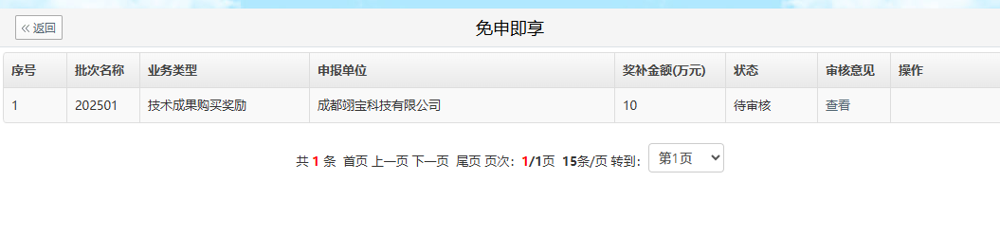 « 返回
免申即享
序号 批次名称 业务类型 申报单位 奖补金额(万元) 状态 审核意见 操作
1 202501 技术成果购买奖励 成都翊宝科技有限公司 10 待审核 查看
共 1 条 首页 上一页 下一页 尾页 页次：1/1页 15条/页 转到： 第1页